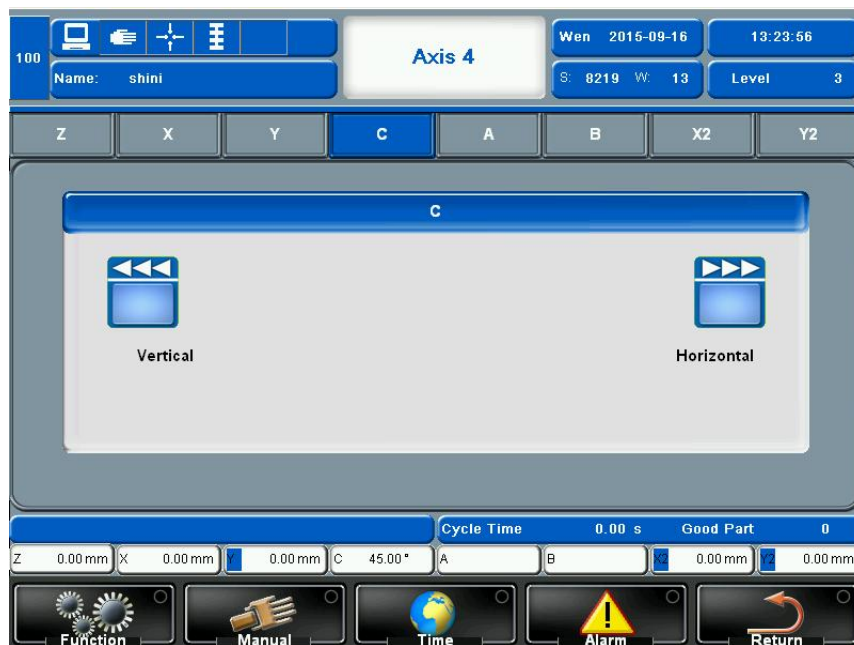 100
Name: shini
Axis 4
Wen 2015-09-16
13:23:56
S: 8219 W: 13
Level 3
Z X Y C A B X2 Y2
C
Vertical
Horizontal
Cycle Time 0.00 s Good Part 0
Z 0.00 mm X 0.00 mm Y 0.00 mm C 45.00 ° A B X2 0.00 mm Y2 0.00 mm
Function Manual Time Alarm Return